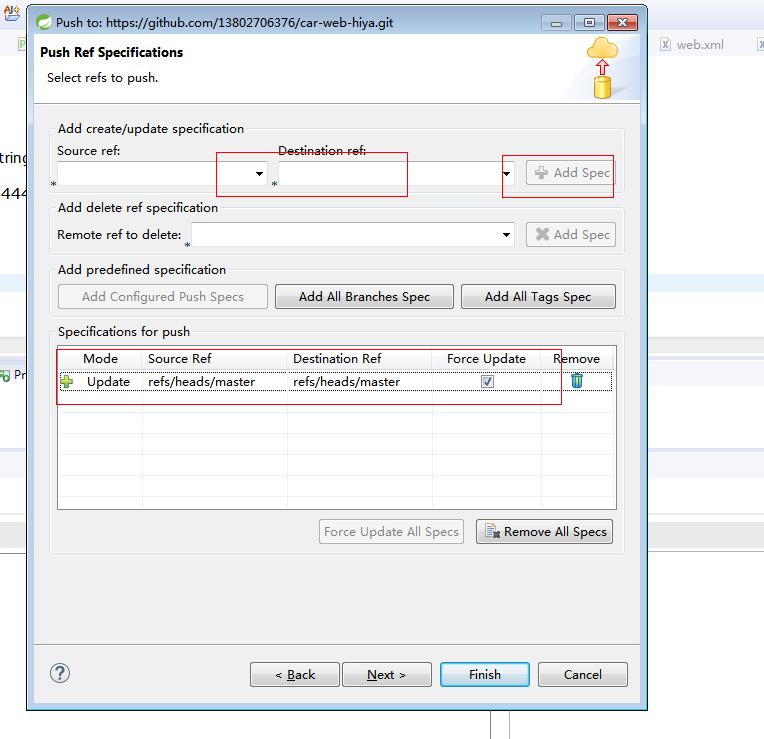 Push to: https://github.com/13802706376/car-web-hiya.git
Push Ref Specifications
Select refs to push.
web.xml
Add create/update specification
Source ref:
Destination ref:
* * Add Spec
Add delete ref specification
Remote ref to delete: * Add Spec
Add predefined specification
Add Configured Push Specs Add All Branches Spec Add All Tags Spec
Specifications for push
Mode Source Ref Destination Ref Force Update Remove
Update refs/heads/master refs/heads/master
Force Update All Specs Remove All Specs
? < Back Next > Finish Cancel
tring
444
Pr